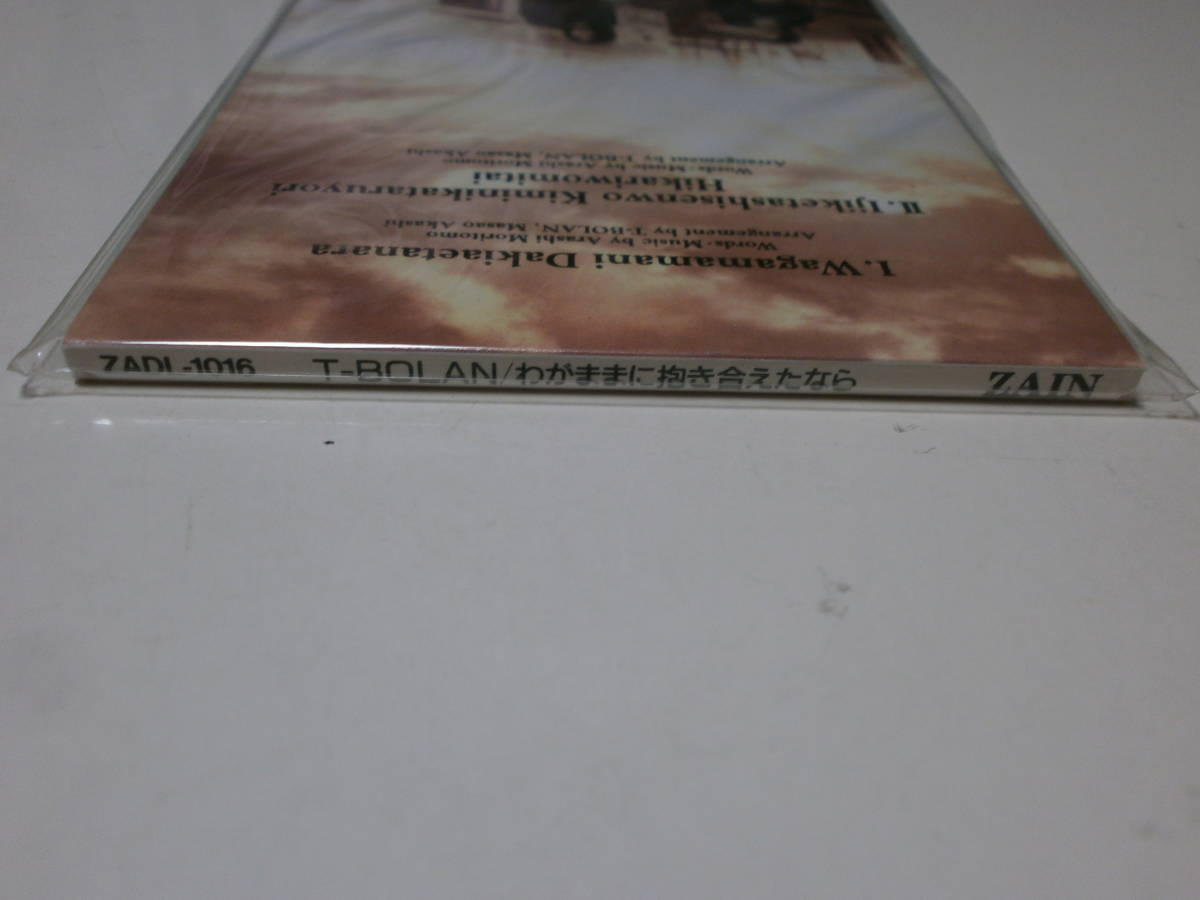 I. Wagamamani Dakiaetanara
Words・Music by Arashi Moritomo
Arrangement by T-BOLAN, Masao Akashi
II. Ijiketashisenwo Kiminikataruyori
Hikariwomitai
Words・Music by Arashi Moritomo
Arrangement by T-BOLAN, Masao Akashi
ZADL-1016 T-BOLAN/わがままに抱き合えたなら ZAIN